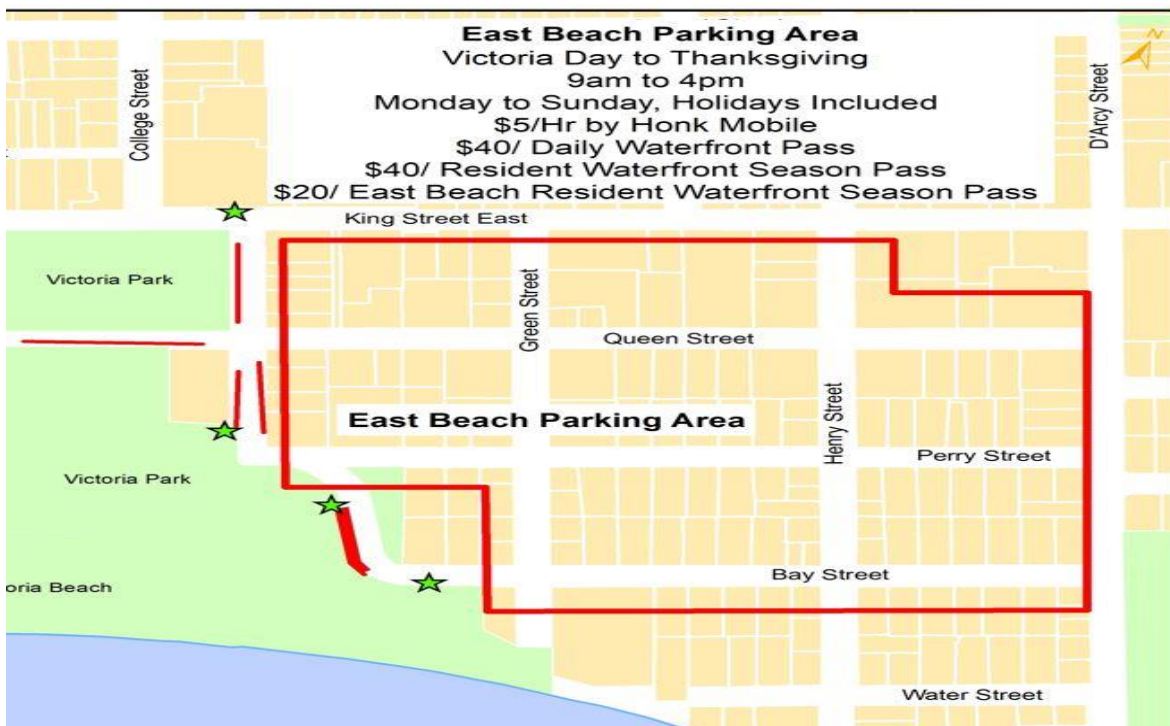 East Beach Parking Area
Victoria Day to Thanksgiving
9am to 4pm
Monday to Sunday, Holidays Included
$5/Hr by Honk Mobile
$40/ Daily Waterfront Pass
$40/ Resident Waterfront Season Pass
$20/ East Beach Resident Waterfront Season Pass
College Street
D'Arcy Street
King Street East
Victoria Park
Green Street
Queen Street
East Beach Parking Area
Henry Street
Perry Street
Victoria Park
Bay Street
oria Beach
Water Street